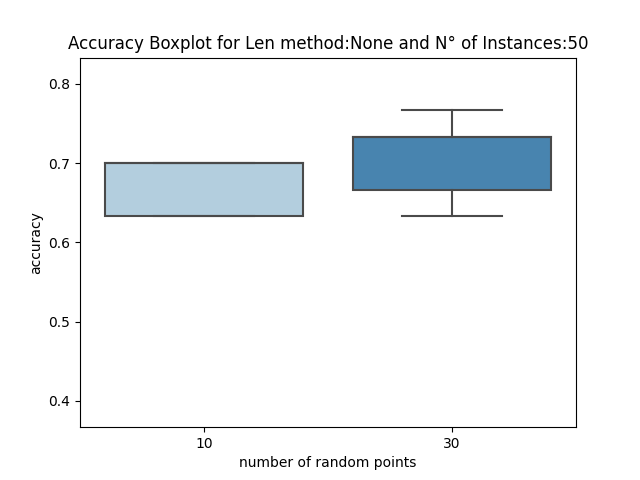 Accuracy Boxplot for Len method:None and N° of Instances:50
0.8
0.7
0.6
0.5
0.4
accuracy
10 30
number of random points